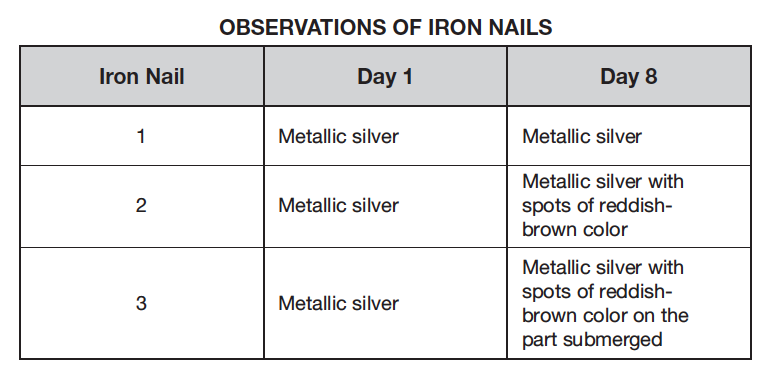 OBSERVATIONS OF IRON NAILS
Iron Nail Day 1 Day 8
1 Metallic silver Metallic silver
2 Metallic silver Metallic silver with
spots of reddish-
brown color
3 Metallic silver Metallic silver with
spots of reddish-
brown color on the
part submerged